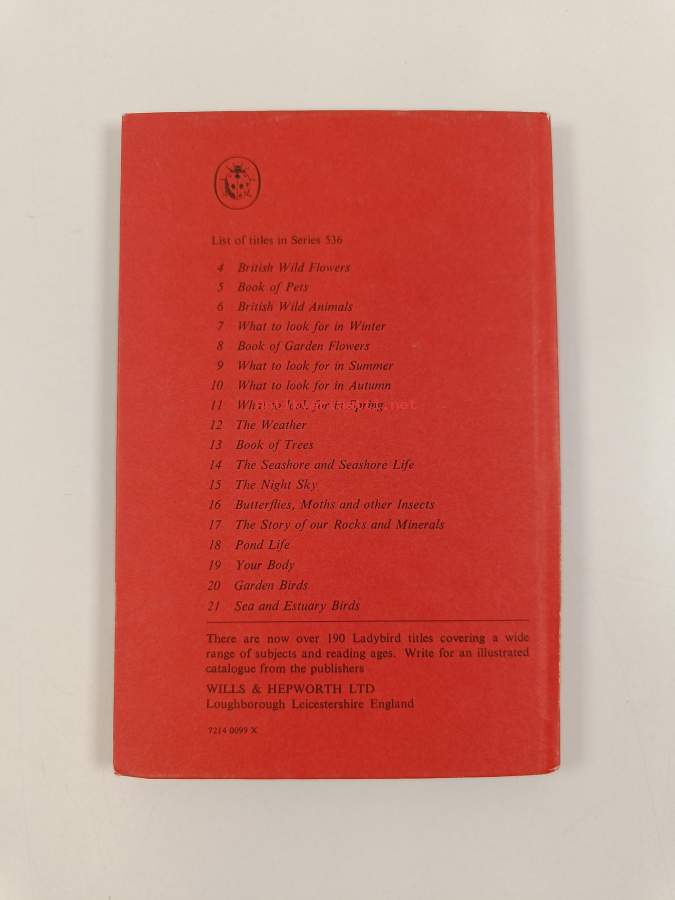 List of titles in Series 536
4 British Wild Flowers
5 Book of Pets
6 British Wild Animals
7 What to look for in Winter
8 Book of Garden Flowers
9 What to look for in Summer
10 What to look for in Autumn
11 What to look for in Spring
12 The Weather
13 Book of Trees
14 The Seashore and Seashore Life
15 The Night Sky
16 Butterflies, Moths and other Insects
17 The Story of our Rocks and Minerals
18 Pond Life
19 Your Body
20 Garden Birds
21 Sea and Estuary Birds
There are now over 190 Ladybird titles covering a wide
range of subjects and reading ages. Write for an illustrated
catalogue from the publishers
WILLS & HEPWORTH LTD
Loughborough Leicestershire England
7214 0099 X